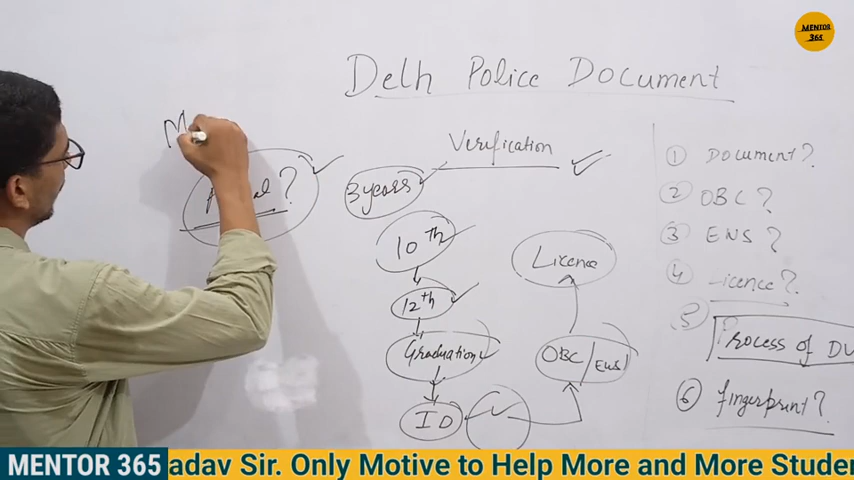 MENTOR
365
Delh Police Document
Verification
M
?
3 years
10th
12th
Graduation
ID
Licence
OBC/EWS
① Document?
② OBC?
③ EWS?
④ Licence?
5 Process of DV
⑥ fingerprint?
MENTOR 365 adav Sir. Only Motive to Help More and More Studen